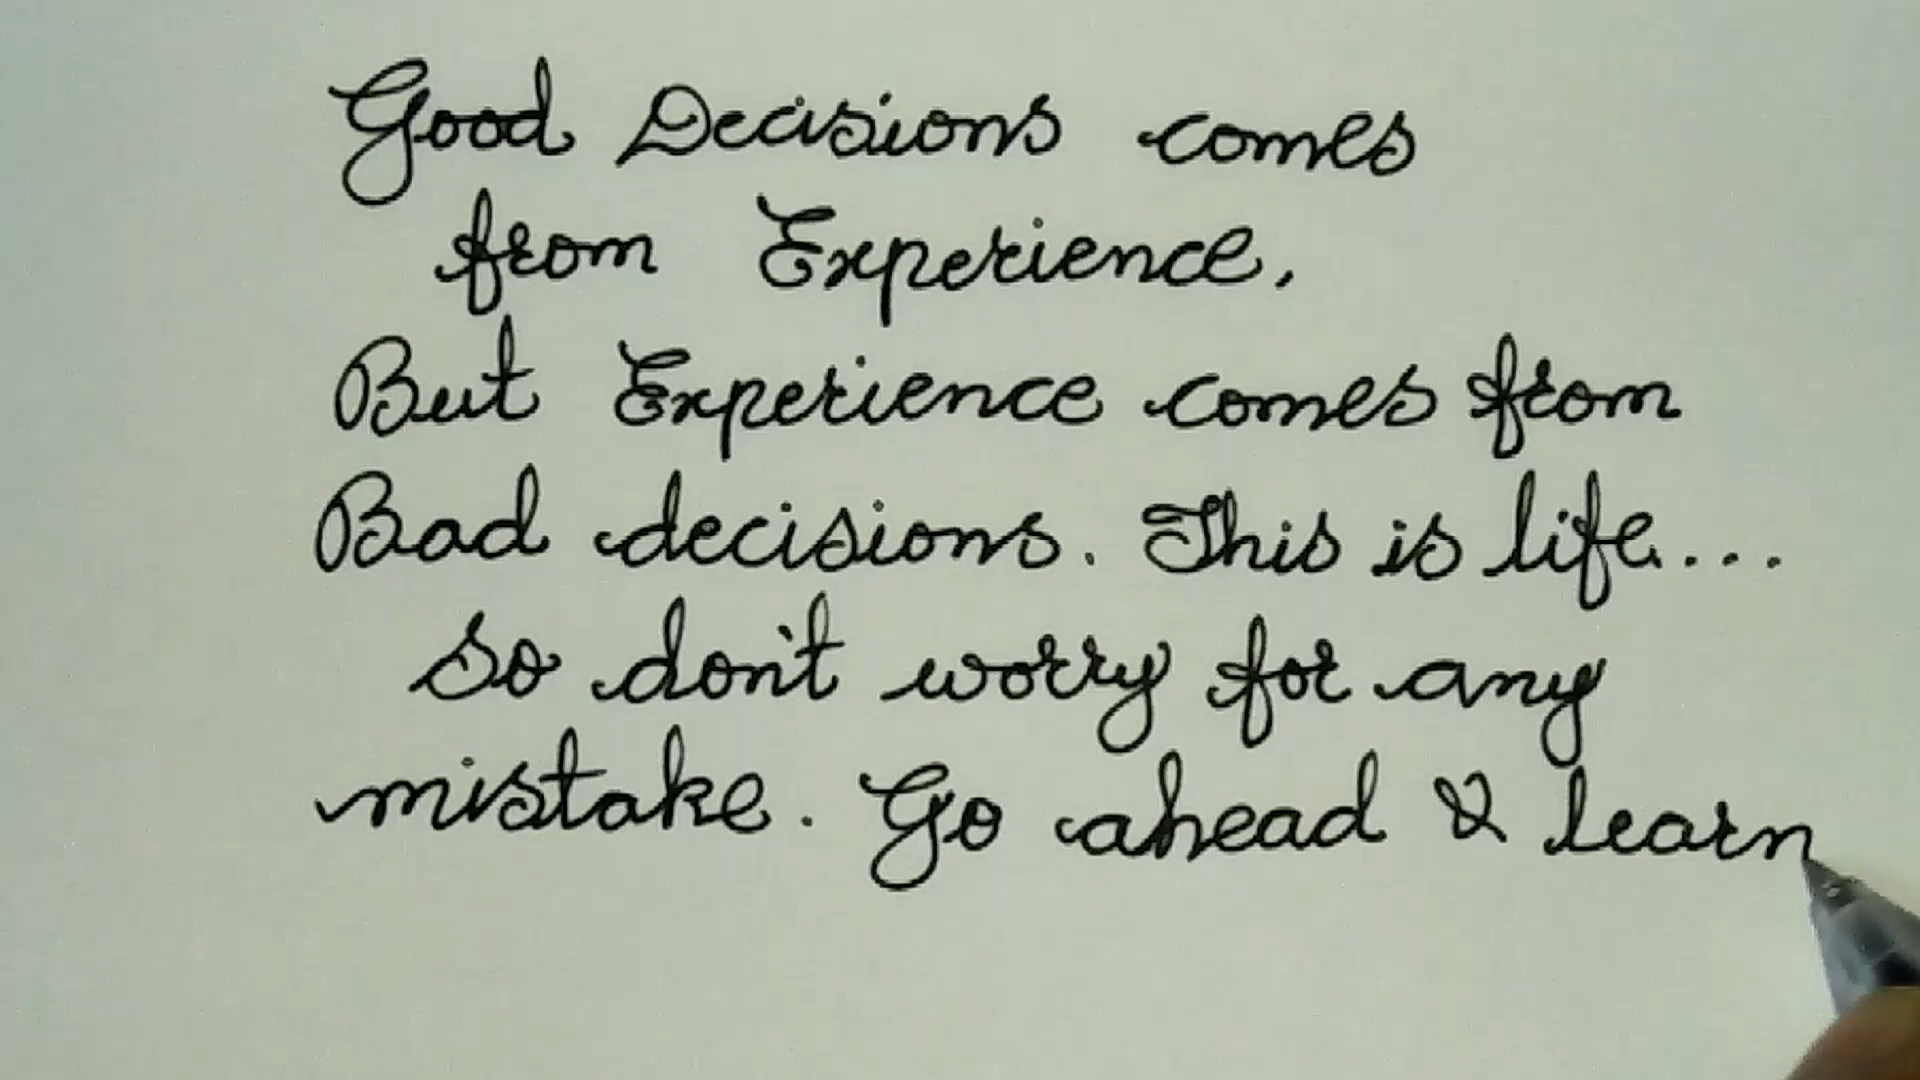 Good Decisions comes
from Experience,
But Experience comes from
Bad decisions. This is life...
So don't worry for any
mistake. Go ahead & learn